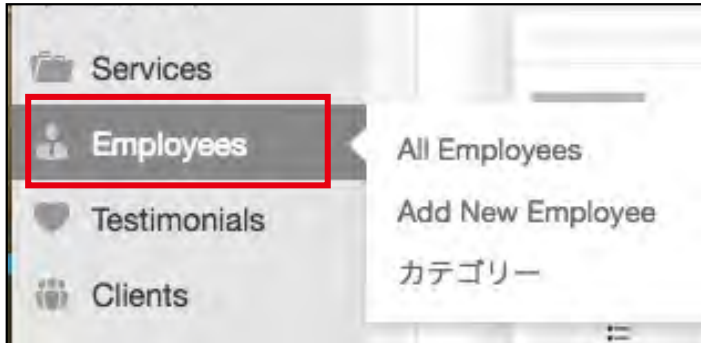 Services
Employees
Testimonials
Clients
All Employees
Add New Employee
カテゴリー